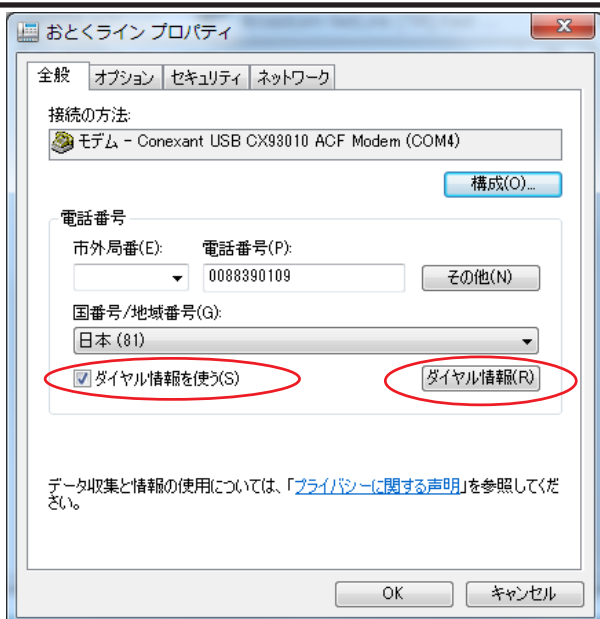 おとくライン プロパティ
全般 オプション セキュリティ ネットワーク
接続の方法:
モデム - Conexant USB CX93010 ACF Modem (COM4)
構成(O)...
電話番号
市外局番(E): 電話番号(P):
0088390109 その他(N)
国番号/地域番号(G):
日本 (81)
ダイヤル情報を使う(S) ダイヤル情報(R)
データ収集と情報の使用については、「プライバシーに関する声明」を参照してくだ
さい。
OK キャンセル